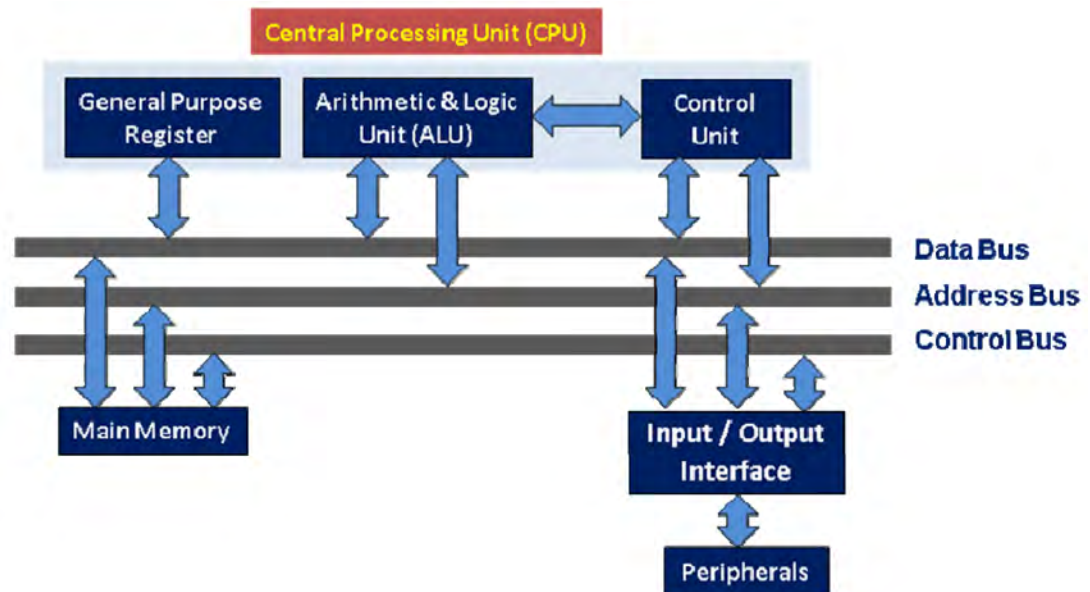 Central Processing Unit (CPU)
General Purpose
Register
Arithmetic & Logic
Unit (ALU)
Control
Unit
Data Bus
Address Bus
Control Bus
Main Memory
Input / Output
Interface
Peripherals